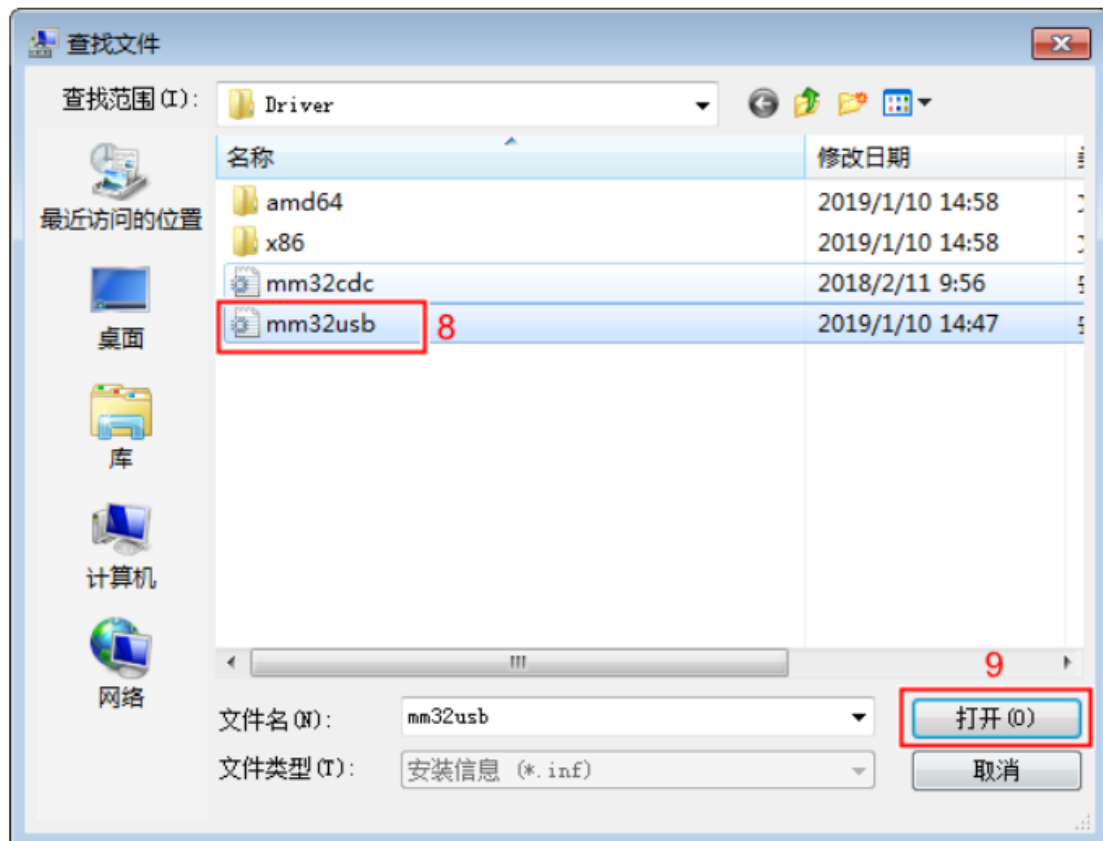 查找文件
查找范围(I):
Driver
名称 修改日期
amd64 2019/1/10 14:58
x86 2019/1/10 14:58
mm32cdc 2018/2/11 9:56
mm32usb 8 2019/1/10 14:47
最近访问的位置
桌面
库
计算机
网络
9
文件名(N): mm32usb 打开(O)
文件类型(T): 安装信息 (*.inf) 取消